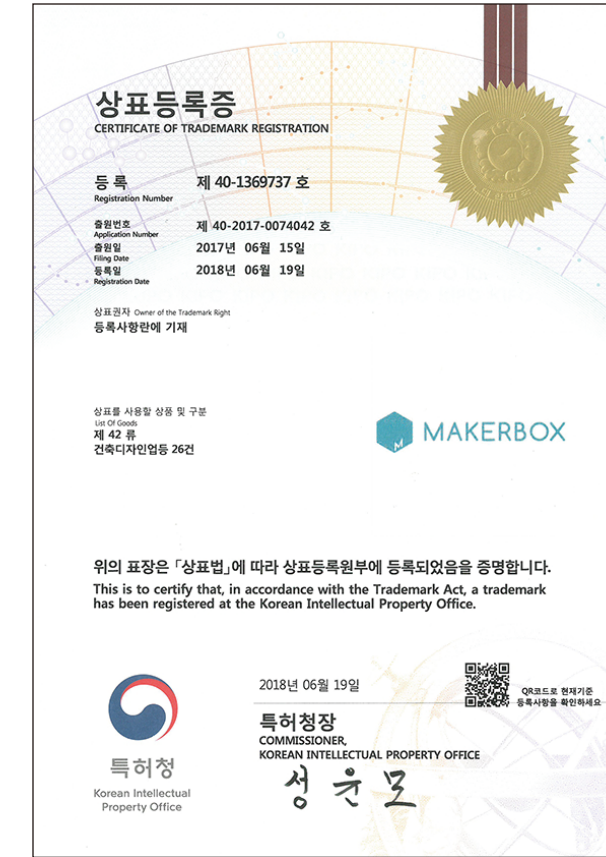 상표등록증
CERTIFICATE OF TRADEMARK REGISTRATION
등 록 제 40-1369737 호
Registration Number
출원번호 제 40-2017-0074042 호
Application Number
출원일 2017년 06월 15일
Filing Date
등록일 2018년 06월 19일
Registration Date
상표권자 Owner of the Trademark Right
등록사항란에 기재
상표를 사용할 상품 및 구분
List Of Goods
제 42 류
건축디자인업등 26건
M
MAKERBOX
위의 표장은 「상표법」에 따라 상표등록원부에 등록되었음을 증명합니다.
This is to certify that, in accordance with the Trademark Act, a trademark
has been registered at the Korean Intellectual Property Office.
2018년 06월 19일
QR코드로 현재기준
등록사항을 확인하세요
특허청장
COMMISSIONER,
KOREAN INTELLECTUAL PROPERTY OFFICE
성윤모
특허청
Korean Intellectual
Property Office